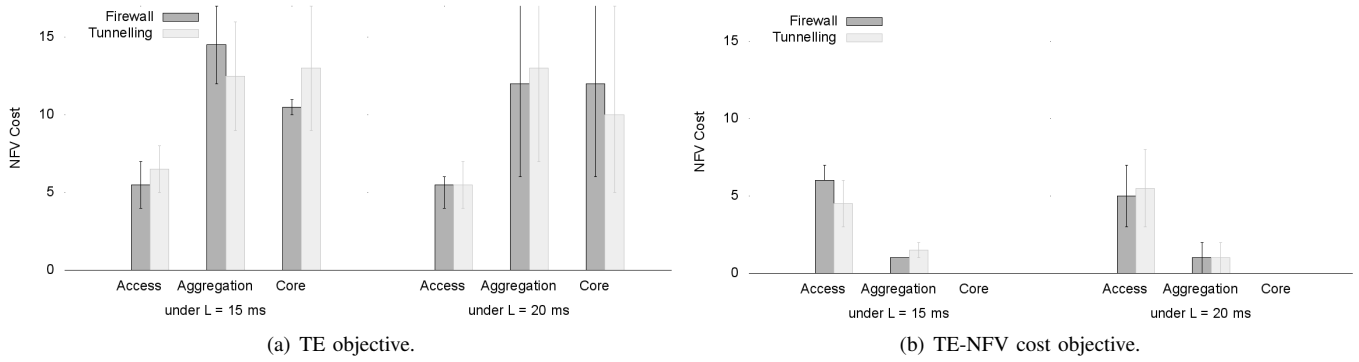 Firewall
Tunnelling
15
10
5
0
NFV Cost
Access Aggregation Core Access Aggregation Core
under L = 15 ms under L = 20 ms
(a) TE objective.
Firewall
Tunnelling
15
10
5
0
NFV Cost
Access Aggregation Core Access Aggregation Core
under L = 15 ms under L = 20 ms
(b) TE-NFV cost objective.